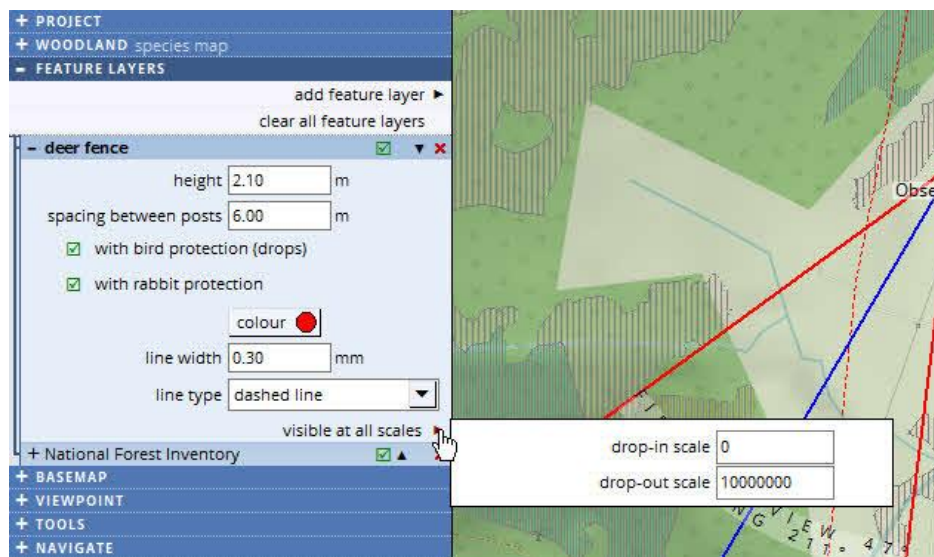 + PROJECT
+ WOODLAND species map
- FEATURE LAYERS
add feature layer ►
clear all feature layers
- deer fence
height 2.10 m
spacing between posts 6.00 m
with bird protection (drops)
with rabbit protection
colour
line width 0.30 mm
line type dashed line
visible at all scales
+ National Forest Inventory
+ BASEMAP
+ VIEWPOINT
+ TOOLS
+ NAVIGATE
Obse
drop-in scale 0
drop-out scale 10000000
VIEW